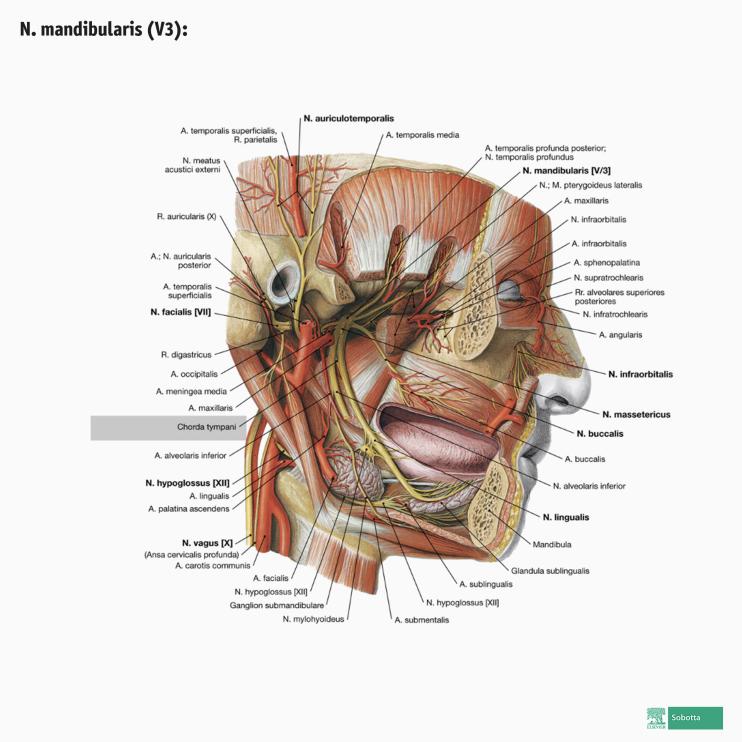 N. mandibularis (V3):
N. auriculotemporalis
A. temporalis superficialis,
R. parietalis
A. temporalis media
N. meatus
acustici externi
R. auricularis (X)
A.; N. auricularis
posterior
A. temporalis
superficialis
N. facialis [VII]
R. digastricus
A. occipitalis
A. meningea media
A. maxillaris
Chorda tympani
A. alveolaris inferior
N. hypoglossus [XII]
A. lingualis
A. palatina ascendens
N. vagus [X]
(Ansa cervicalis profunda)
A. carotis communis
A. facialis
N. hypoglossus [XII]
Ganglion submandibulare
N. mylohyoideus
A. temporalis profunda posterior;
N. temporalis profundus
N. mandibularis [V/3]
N.; M. pterygoideus lateralis
A. maxillaris
N. infraorbitalis
A. infraorbitalis
A. sphenopalatina
N. supratrochlearis
Rr. alveolares superiores
posteriores
N. infratrochlearis
A. angularis
N. infraorbitalis
N. massetericus
N. buccalis
A. buccalis
N. alveolaris inferior
N. lingualis
Mandibula
Glandula sublingualis
A. sublingualis
N. hypoglossus [XII]
A. submentalis
ELSEVIER
Sobotta